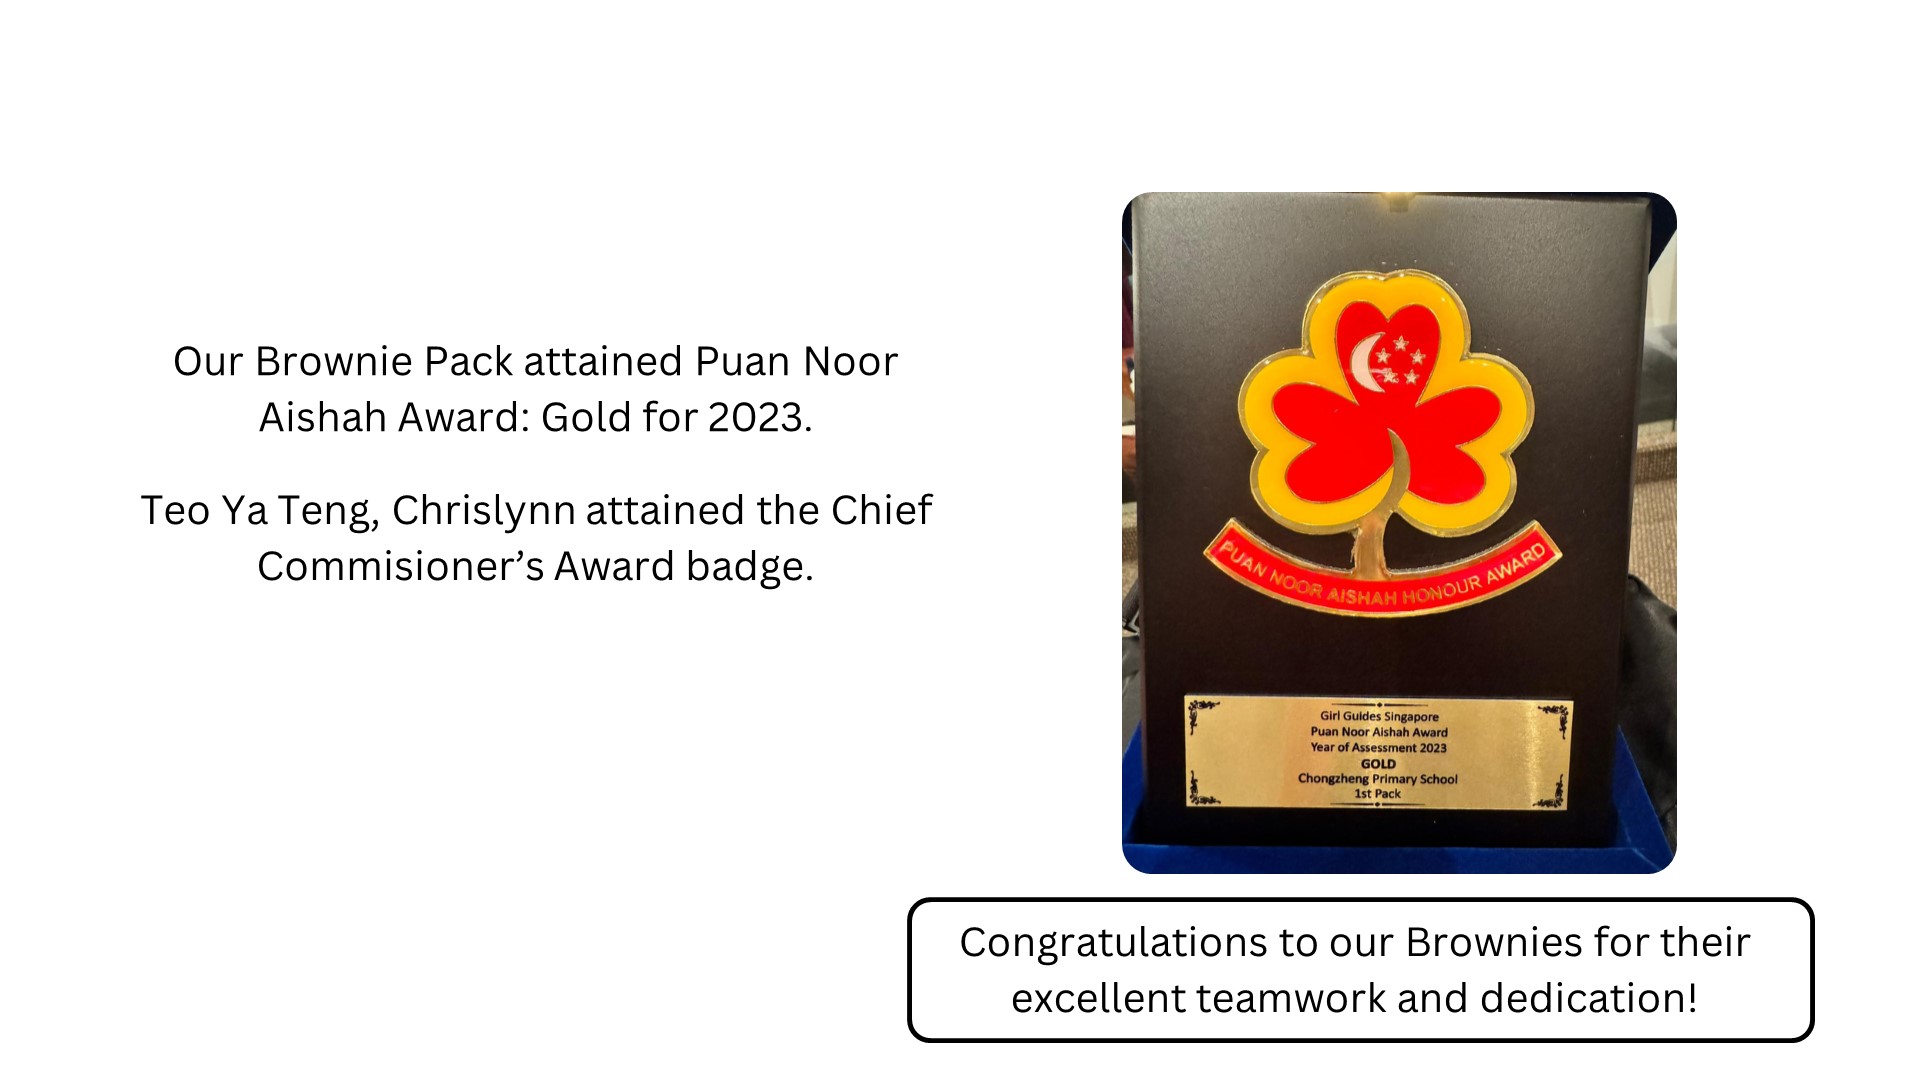 Our Brownie Pack attained Puan Noor
Aishah Award: Gold for 2023.
Teo Ya Teng, Chrislynn attained the Chief
Commisioner’s Award badge.
PUAN NOOR AISHAH HONOUR AWARD
Girl Guides Singapore
Puan Noor Aishah Award
Year of Assessment 2023
GOLD
Chongzheng Primary School
1st Pack
Congratulations to our Brownies for their
excellent teamwork and dedication!